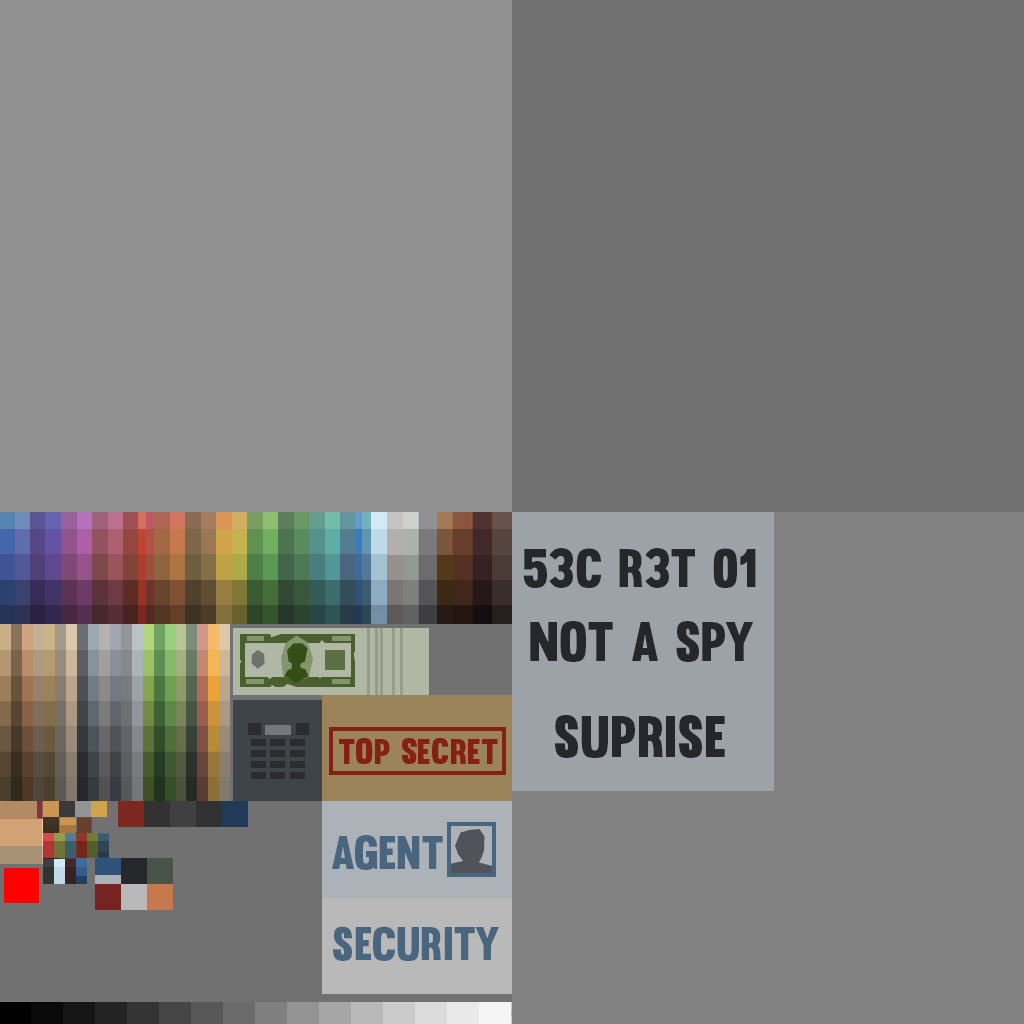 53C R3T 01
NOT A SPY
SUPRISE
TOP SECRET
AGENT
SECURITY